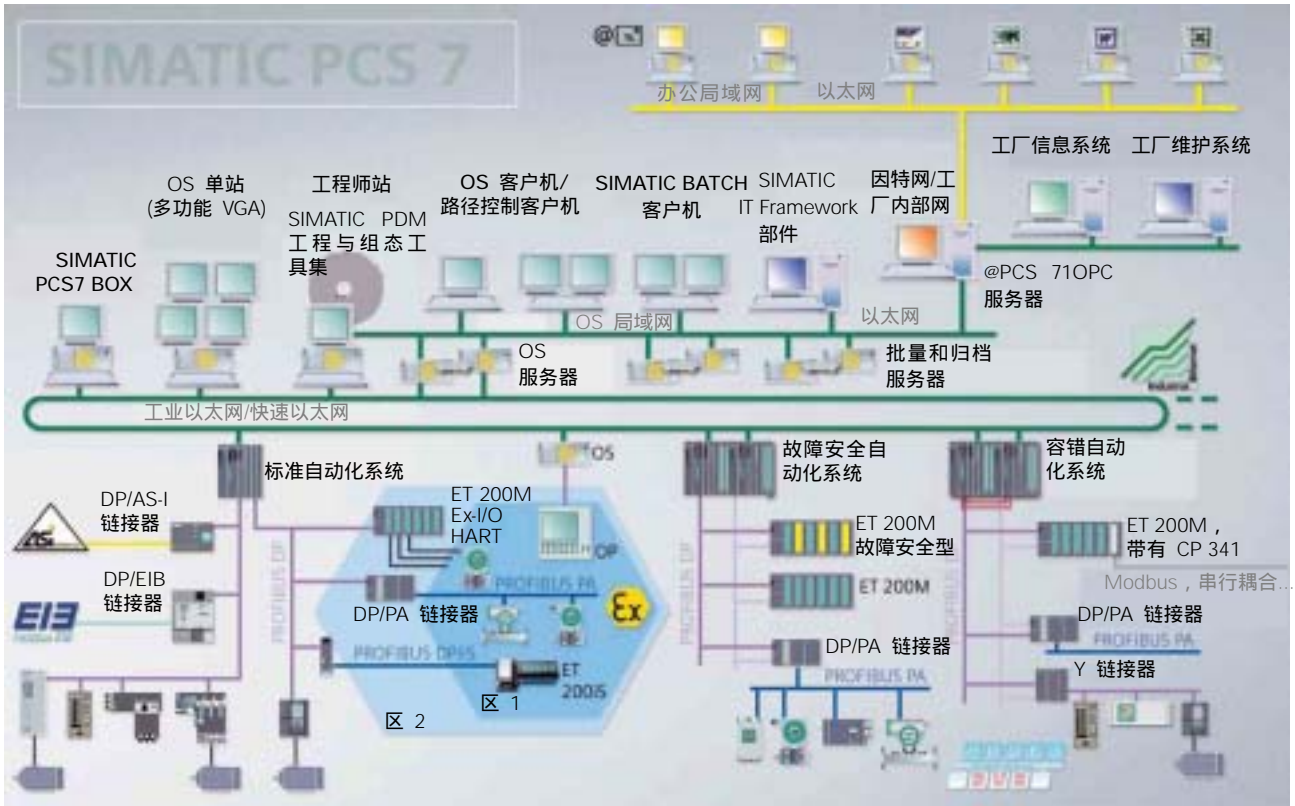 SIMATIC PCS 7
@
办公局域网 以太网
工厂信息系统 工厂维护系统
OS 单站
(多功能 VGA)
工程师站
SIMATIC PDM
工程与组态工
具集
OS 客户机/
路径控制客户机
SIMATIC BATCH
客户机
SIMATIC
IT Framework
部件
因特网/工
厂内部网
@PCS 71OPC
服务器
SIMATIC
PCS7 BOX
OS 局域网 以太网
OS
服务器
批量和归档
服务器
Industrial
Ethernet
工业以太网/快速以太网
标准自动化系统
OS
故障安全自
动化系统
容错自动
化系统
DP/AS-I
链接器
ASi
DP/EIB
链接器
EIB
PROFIBUS DP
ET 200M
Ex-I/O
HART
OP
PROFIBUS PA
DP/PA 链接器
Ex
PROFIBUS DP
ET
200iS
区 1
区 2
PROFIBUS DP
ET 200M
故障安全型
ET 200M
DP/PA 链接器
PROFIBUS PA
PROFIBUS DP
ET 200M，
带有 CP 341
Modbus，串行耦合...
DP/PA 链接器
PROFIBUS PA
Y 链接器